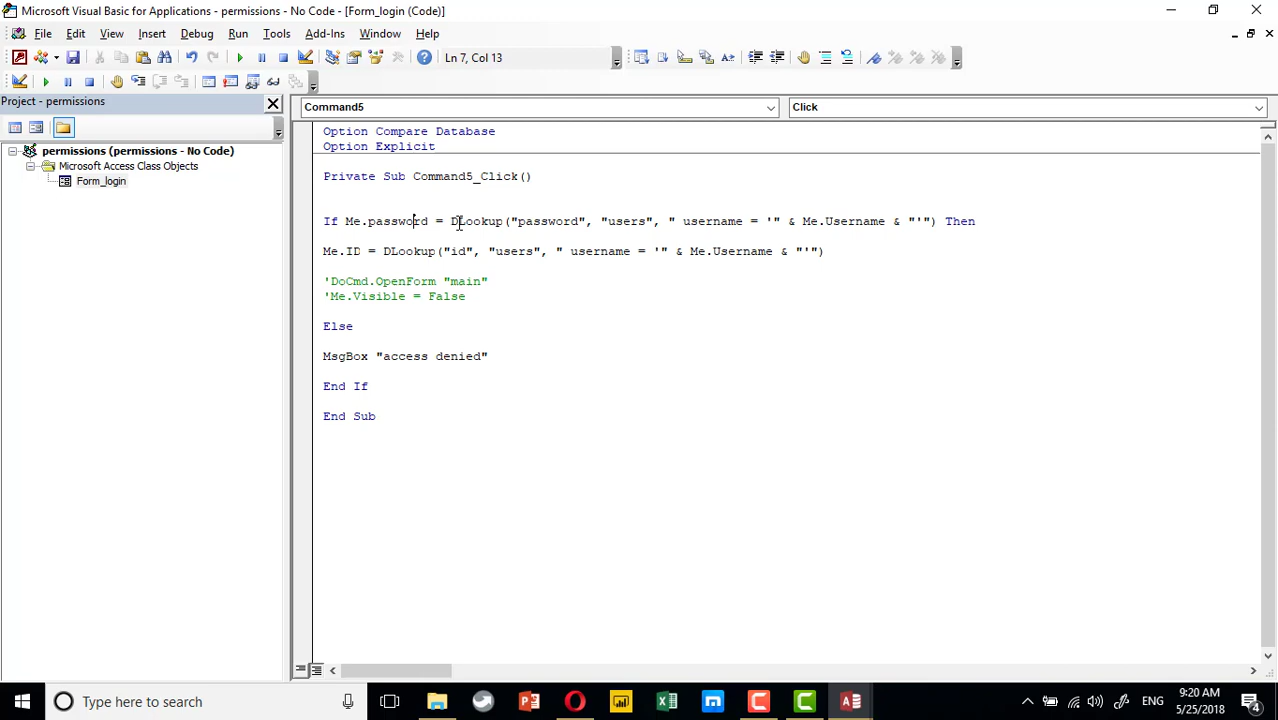 Microsoft Visual Basic for Applications - permissions - No Code - [Form_login (Code)]
File Edit View Insert Debug Run Tools Add-Ins Window Help
Ln 7, Col 13
Project - permissions
Command5 Click
permissions (permissions - No Code)
Microsoft Access Class Objects
Form_login
Option Compare Database
Option Explicit
Private Sub Command5_Click()
If Me.password = DLookup("password", "users", " username = '" & Me.Username & "'") Then
Me.ID = DLookup("id", "users", " username = '" & Me.Username & "'")
'DoCmd.OpenForm "main"
'Me.Visible = False
Else
MsgBox "access denied"
End If
End Sub
Type here to search
ENG
9:20 AM
5/25/2018
4